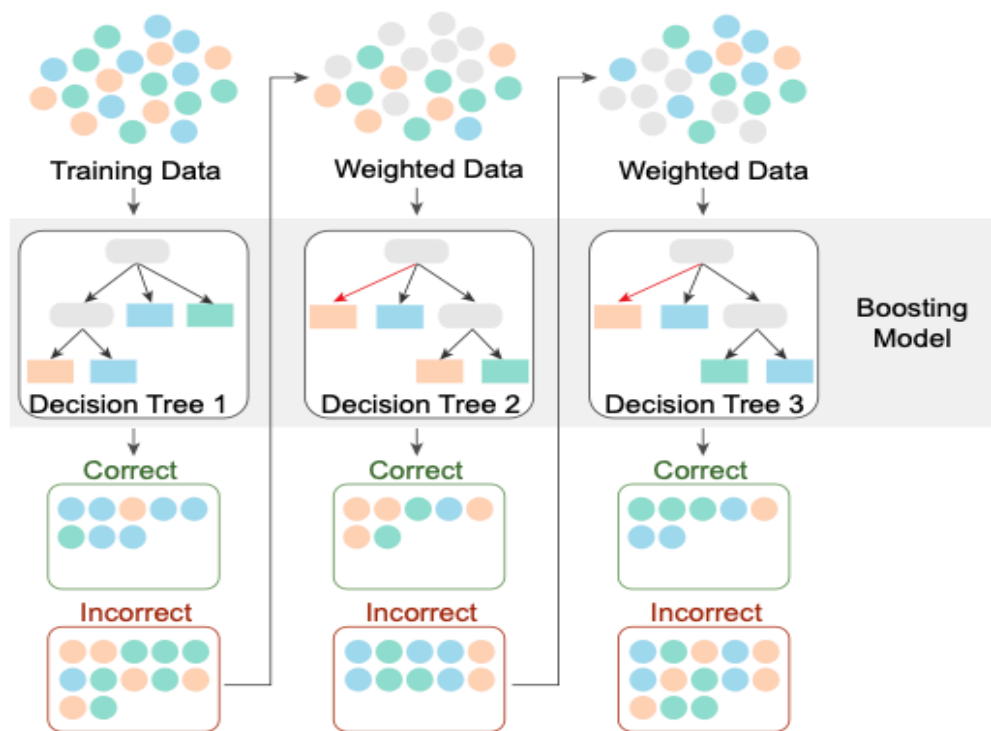 Training Data
Weighted Data
Weighted Data
Decision Tree 1
Decision Tree 2
Decision Tree 3
Boosting
Model
Correct
Correct
Correct
Incorrect
Incorrect
Incorrect